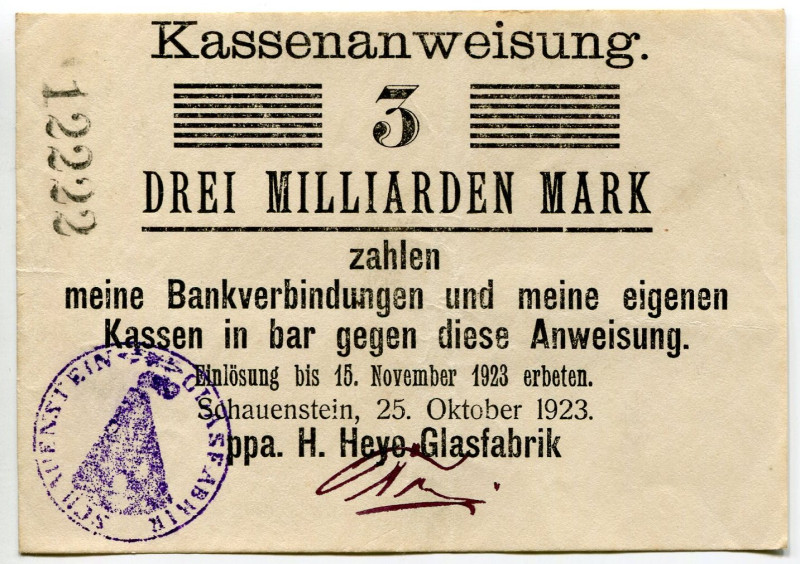 Kassenanweisung.
12222
3
DREI MILLIARDEN MARK
zahlen
meine Bankverbindungen und meine eigenen
Kassen in bar gegen diese Anweisung.
Einlösung bis 15. November 1923 erbeten.
Schauenstein, 25. Oktober 1923.
ppa. H. Heye Glasfabrik
SCHAUENSTEIN